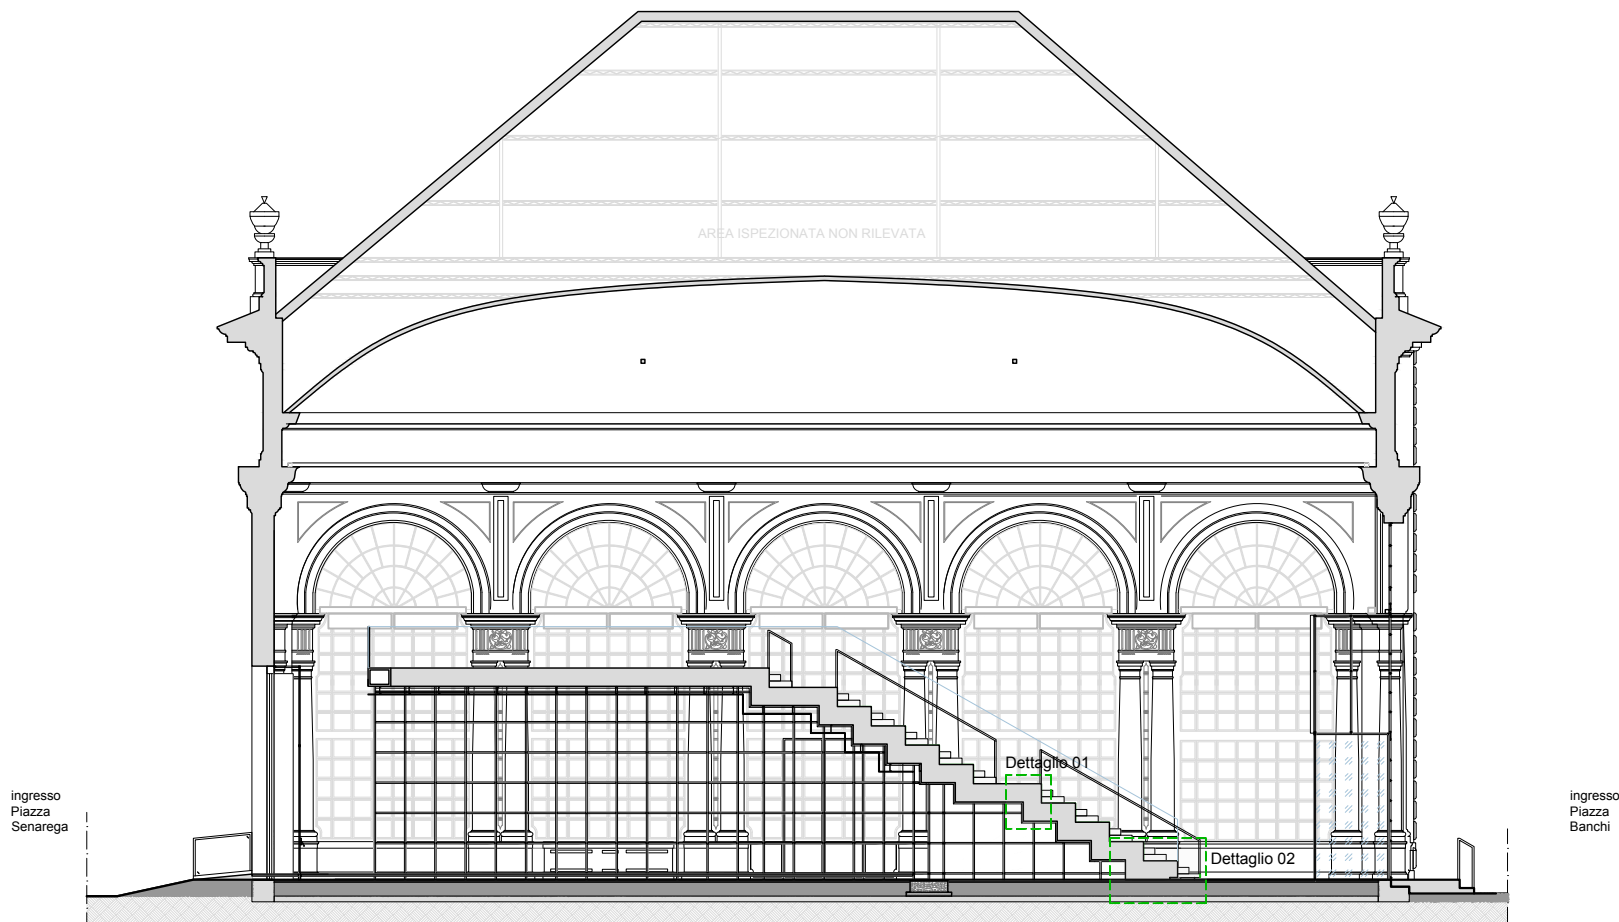 AREA ISPEZIONATA NON RILEVATA
Dettaglio 01
ingresso
Piazza
Senarega
ingresso
Piazza
Banchi
Dettaglio 02